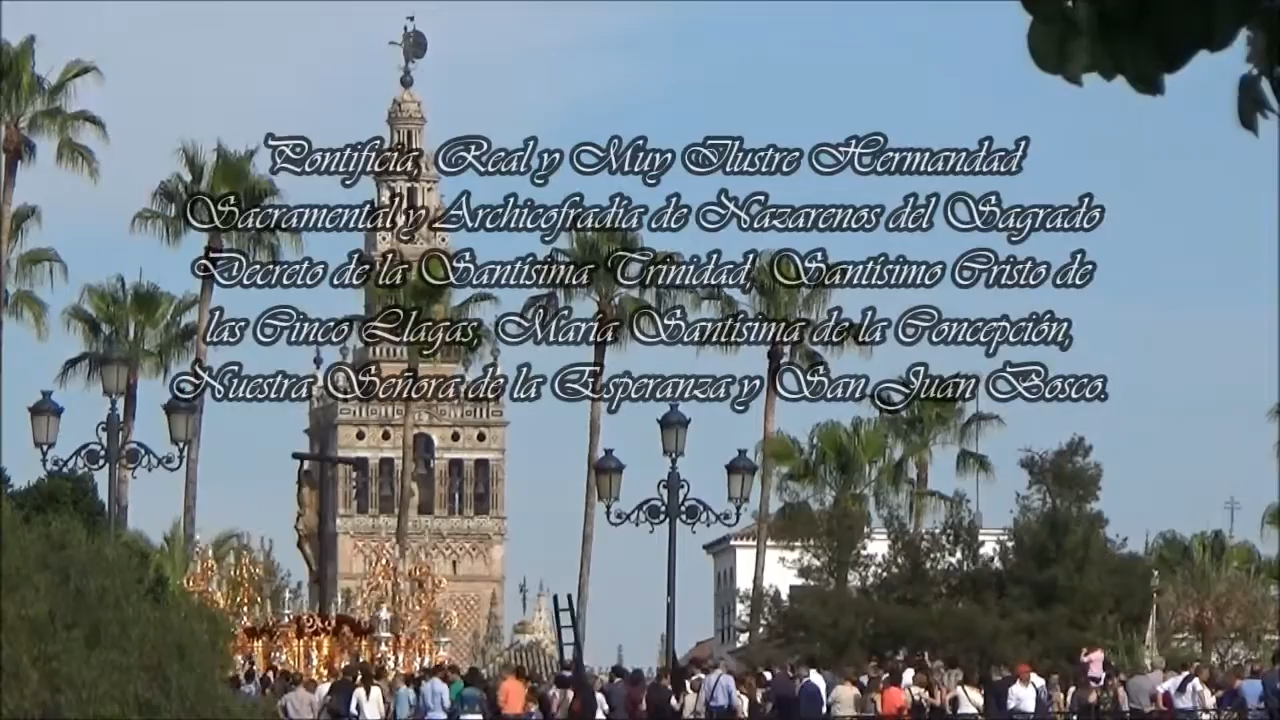 Pontificia, Real y Muy Ilustre Hermandad
Sacramental y Archicofradía de Nazarenos del Sagrado
Decreto de la Santísima Trinidad, Santísimo Cristo de
las Cinco Llagas, María Santísima de la Concepción,
Nuestra Señora de la Esperanza y San Juan Bosco.